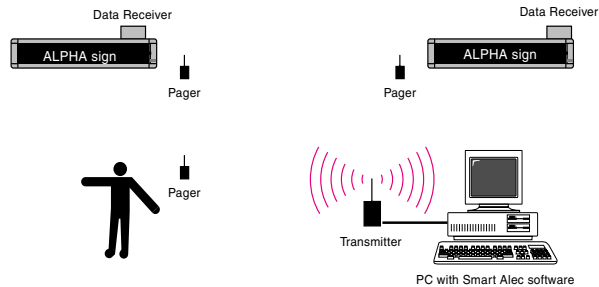 Data Receiver
Data Receiver
ALPHA sign
ALPHA sign
Pager
Pager
Pager
Transmitter
PC with Smart Alec software